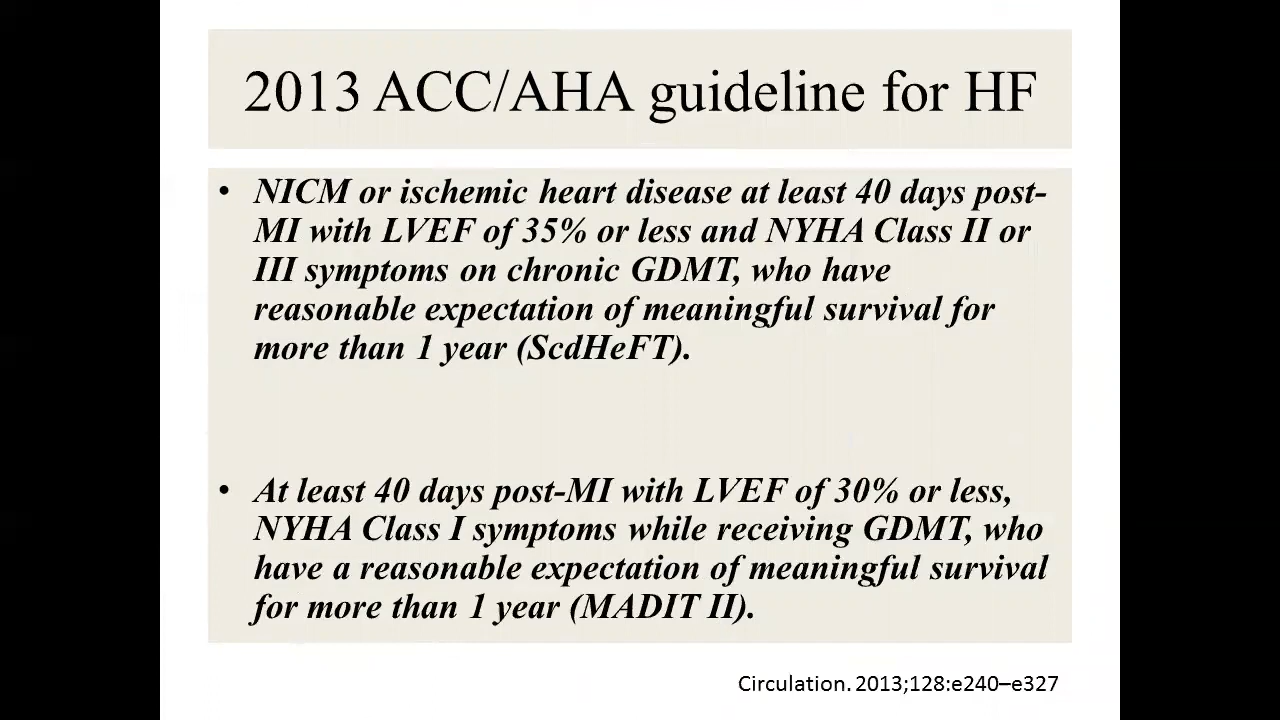 2013 ACC/AHA guideline for HF
• NICM or ischemic heart disease at least 40 days post-
MI with LVEF of 35% or less and NYHA Class II or
III symptoms on chronic GDMT, who have
reasonable expectation of meaningful survival for
more than 1 year (ScdHeFT).
• At least 40 days post-MI with LVEF of 30% or less,
NYHA Class I symptoms while receiving GDMT, who
have a reasonable expectation of meaningful survival
for more than 1 year (MADIT II).
Circulation. 2013;128:e240–e327